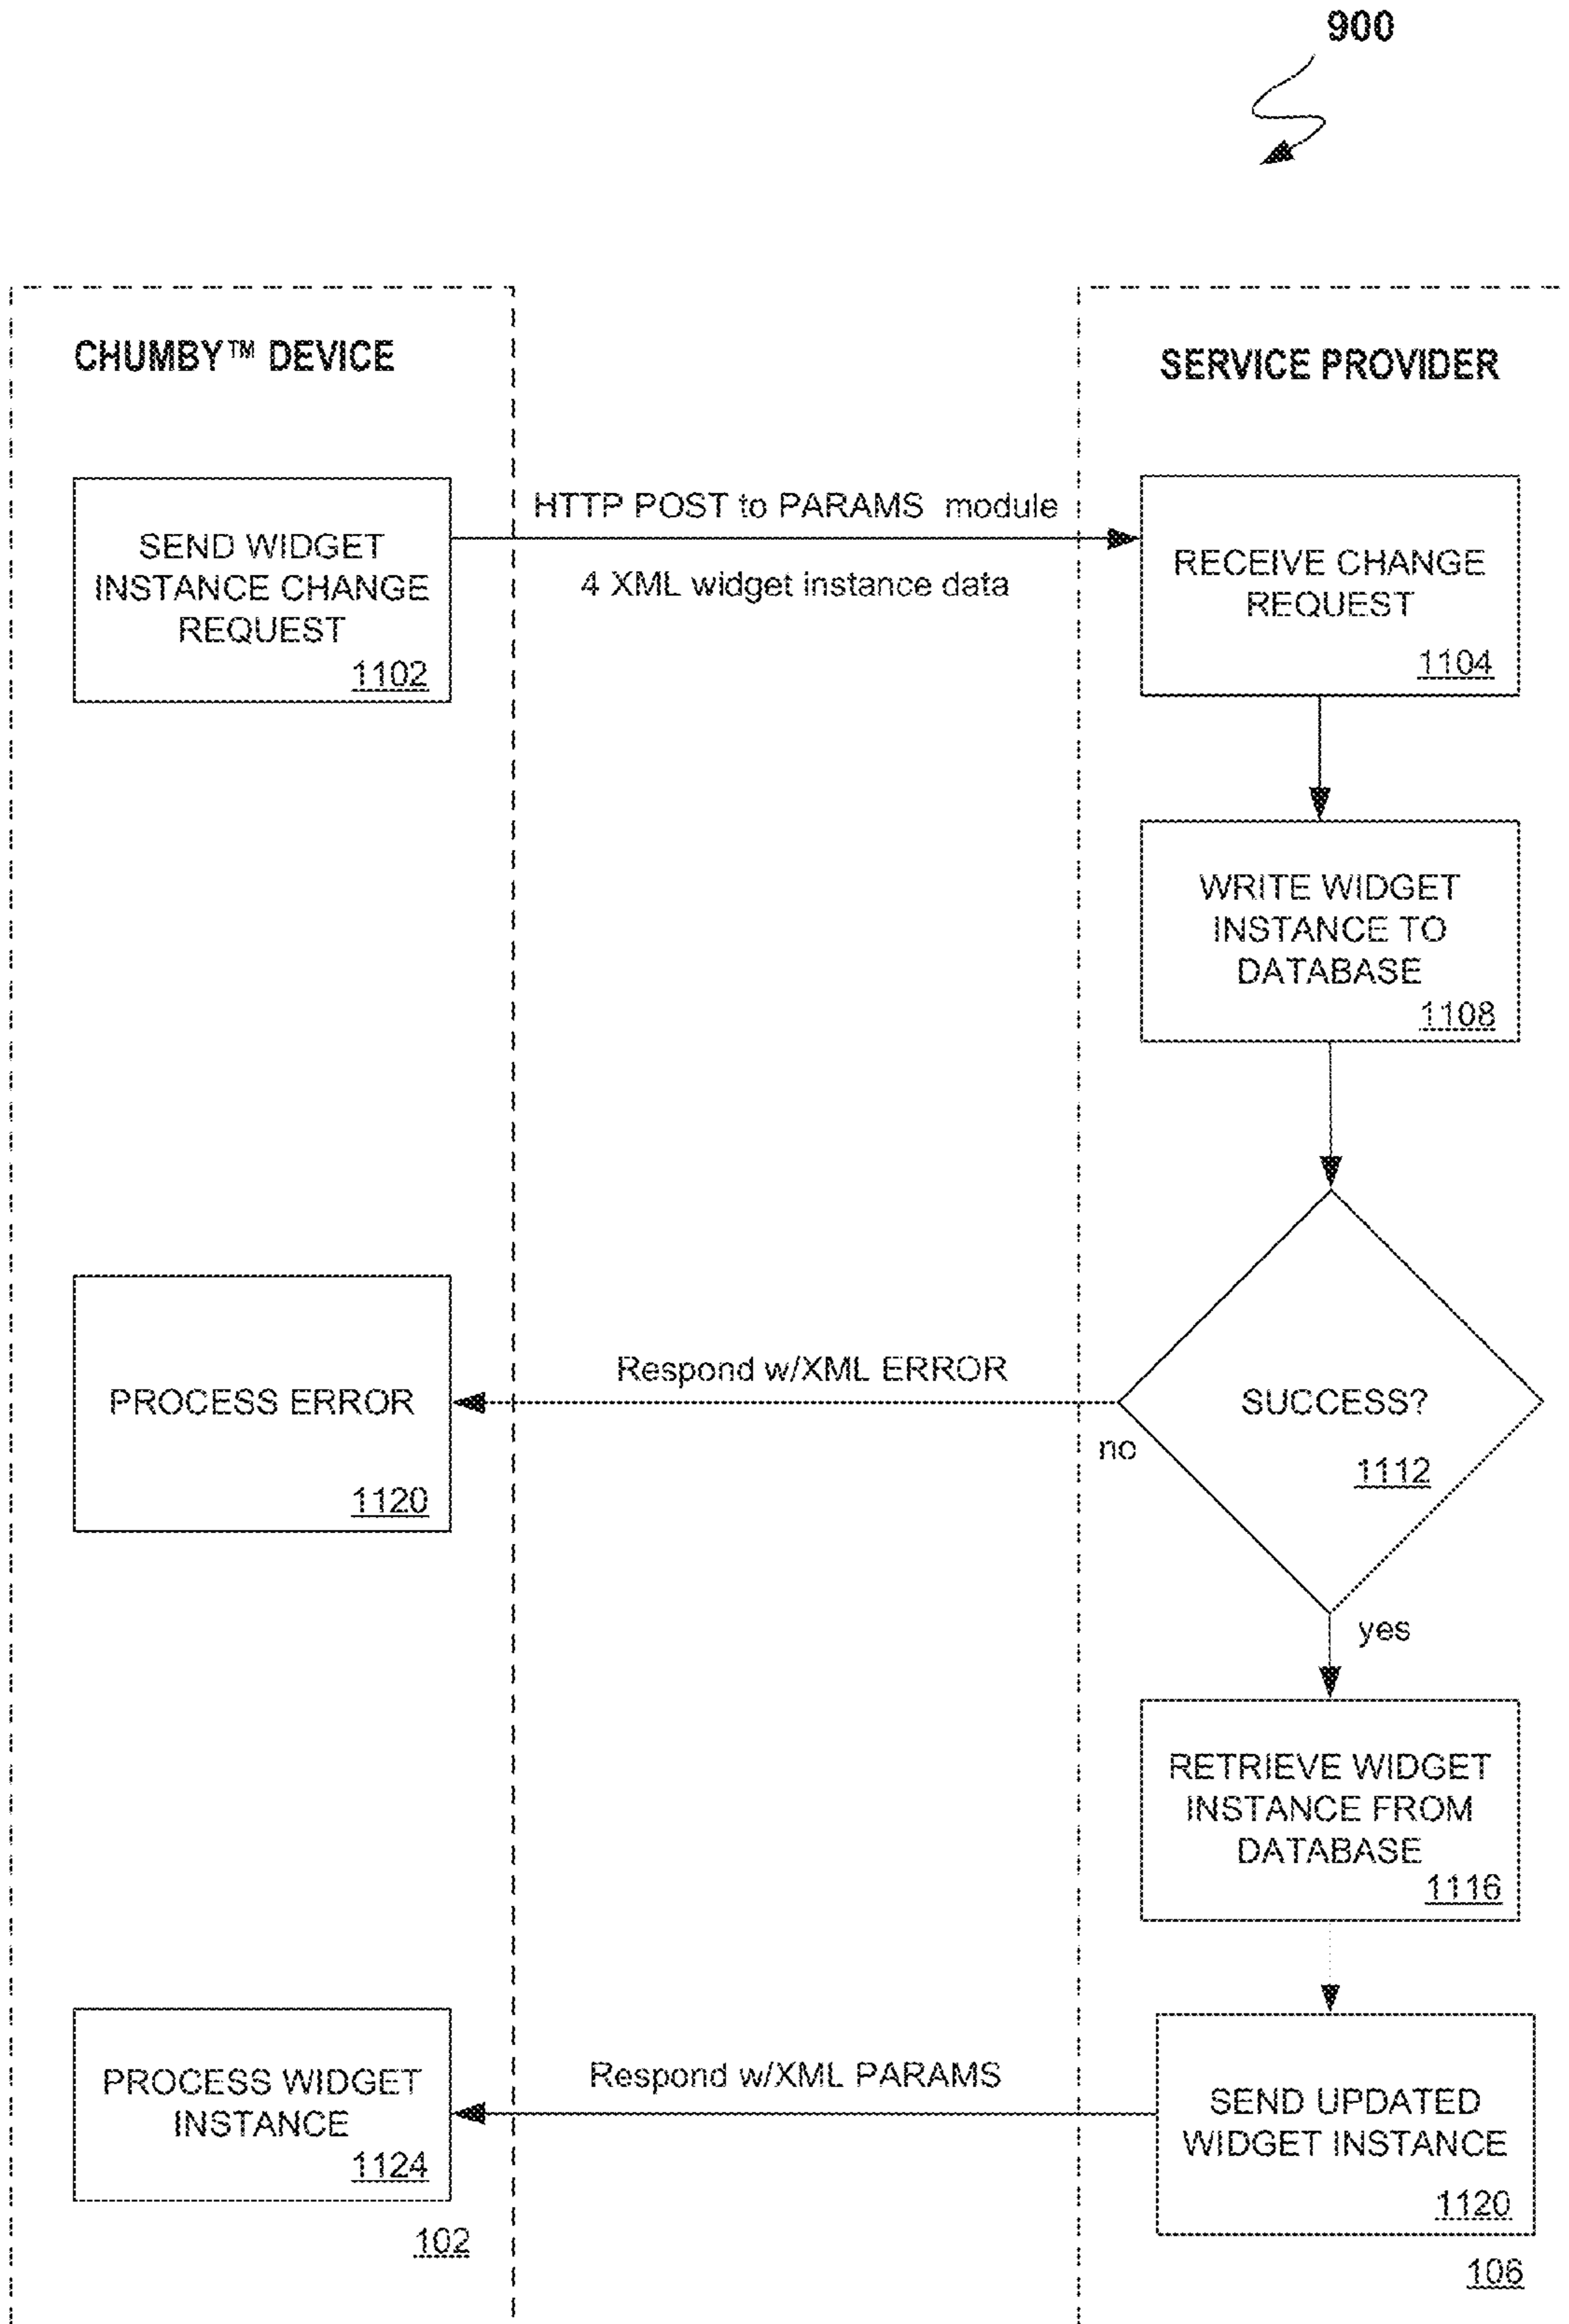 900
CHUMBY™ DEVICE
SERVICE PROVIDER
SEND WIDGET
INSTANCE CHANGE
REQUEST
1102
HTTP POST to PARAMS module
4 XML widget instance data
RECEIVE CHANGE
REQUEST
1104
WRITE WIDGET
INSTANCE TO
DATABASE
1108
SUCCESS?
1112
no
Respond w/XML ERROR
PROCESS ERROR
1120
yes
RETRIEVE WIDGET
INSTANCE FROM
DATABASE
1116
SEND UPDATED
WIDGET INSTANCE
1120
Respond w/XML PARAMS
PROCESS WIDGET
INSTANCE
1124
102
106